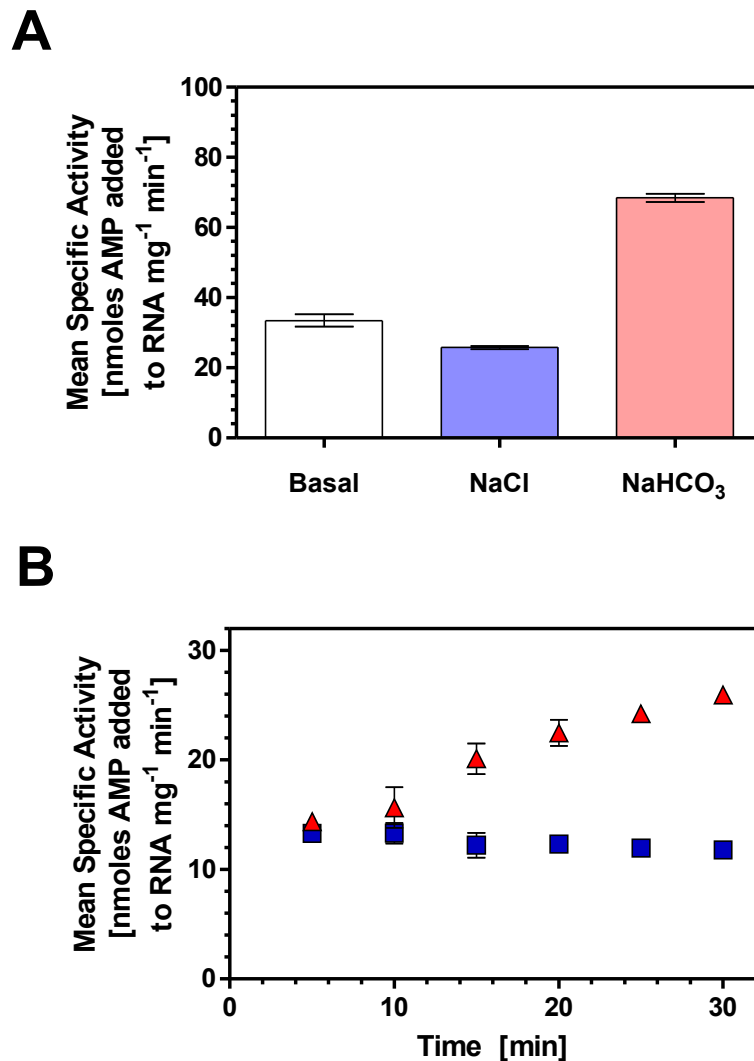 A
Mean Specific Activity
[nmoles AMP added
to RNA mg⁻¹ min⁻¹]
100
80
60
40
20
0
Basal NaCl NaHCO₃
B
Mean Specific Activity
[nmoles AMP added
to RNA mg⁻¹ min⁻¹]
30
20
10
0
0 10 20 30
Time [min]